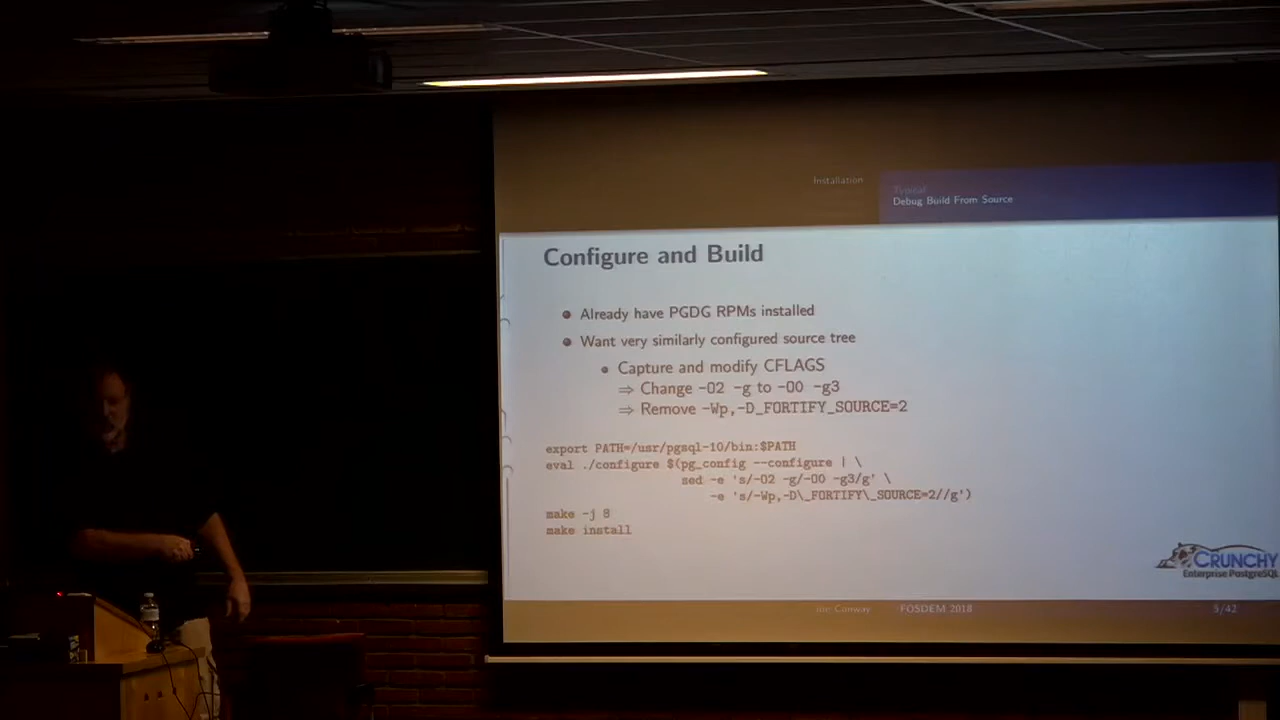 Installation
Typical
Debug Build From Source
Configure and Build
Already have PGDG RPMs installed
Want very similarly configured source tree
Capture and modify CFLAGS
⇒ Change -O2 -g to -O0 -g3
⇒ Remove -Wp,-D_FORTIFY_SOURCE=2
export PATH=/usr/pgsql-10/bin:$PATH
eval ./configure $(pg_config --configure | \
sed -e 's/-O2 -g/-O0 -g3/g' \
-e 's/-Wp,-D\_FORTIFY\_SOURCE=2//g')
make -j 8
make install
CRUNCHY
Enterprise PostgreSQL
Conway FOSDEM 2018 /42